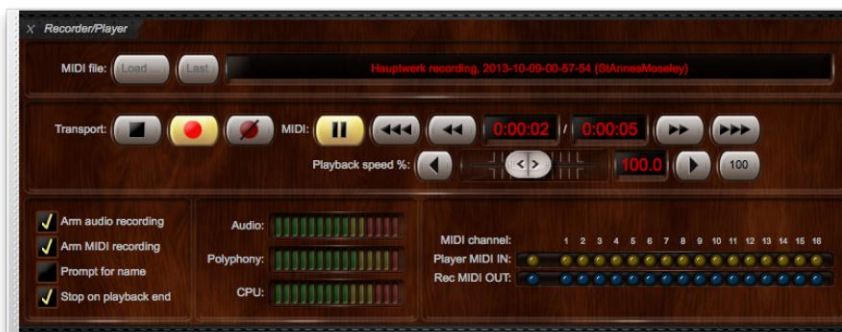 X Recorder/Player
MIDI file: Load ... Last Hauptwerk recording, 2013-10-09-00-57-54 (StAnnesMoseley)
Transport: MIDI: 0:00:02 / 0:00:05
Playback speed %: 100.0 100
Arm audio recording
Arm MIDI recording
Prompt for name
Stop on playback end
Audio:
Polyphony:
CPU:
MIDI channel: 1 2 3 4 5 6 7 8 9 10 11 12 13 14 15 16
Player MIDI IN:
Rec MIDI OUT: